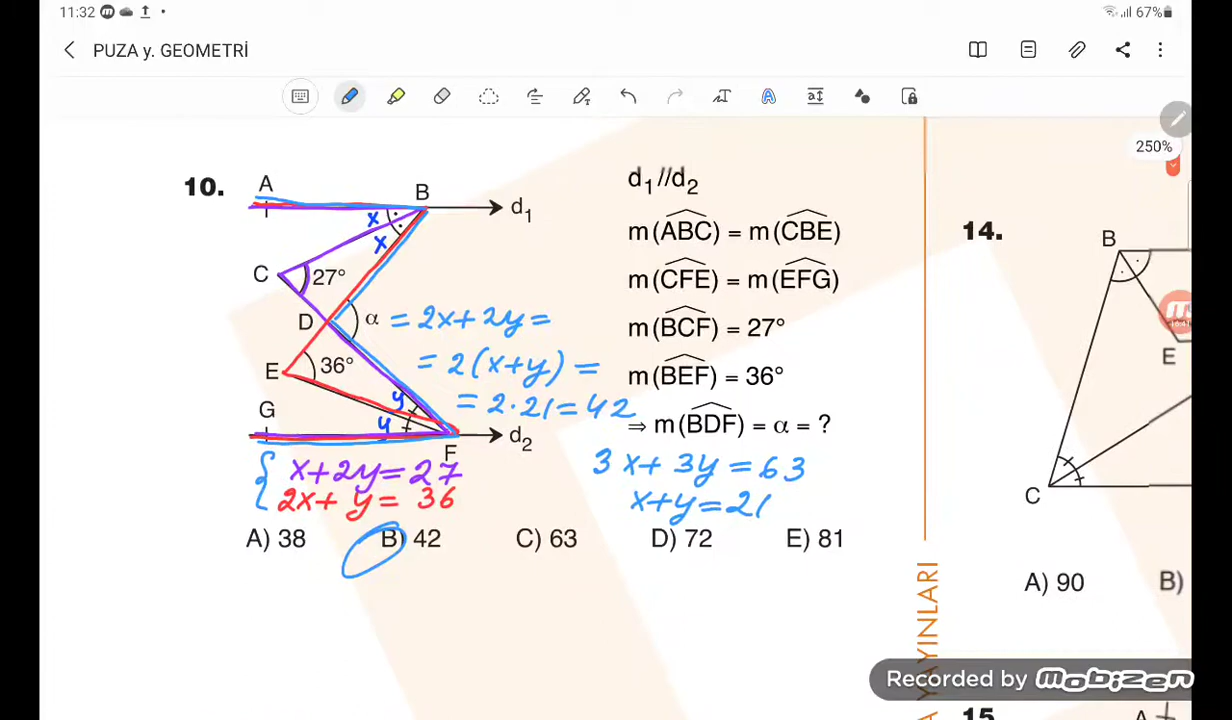 11:32
67%
PUZA y. GEOMETRİ
250%
10.
A
B
d₁
x
x
C
27°
D
α = 2x+2y=
= 2(x+y) =
= 2·21=42
E
36°
y
y
G
F
d₂
d₁//d₂
m(ABC) = m(CBE)
m(CFE) = m(EFG)
m(BCF) = 27°
m(BEF) = 36°
⇒ m(BDF) = α = ?
x+2y=27
2x+y=36
3x+3y=63
x+y=21
A) 38
B) 42
C) 63
D) 72
E) 81
14.
B
E
C
A) 90
B)
YAYINLARI
15
A
Recorded by mobizen